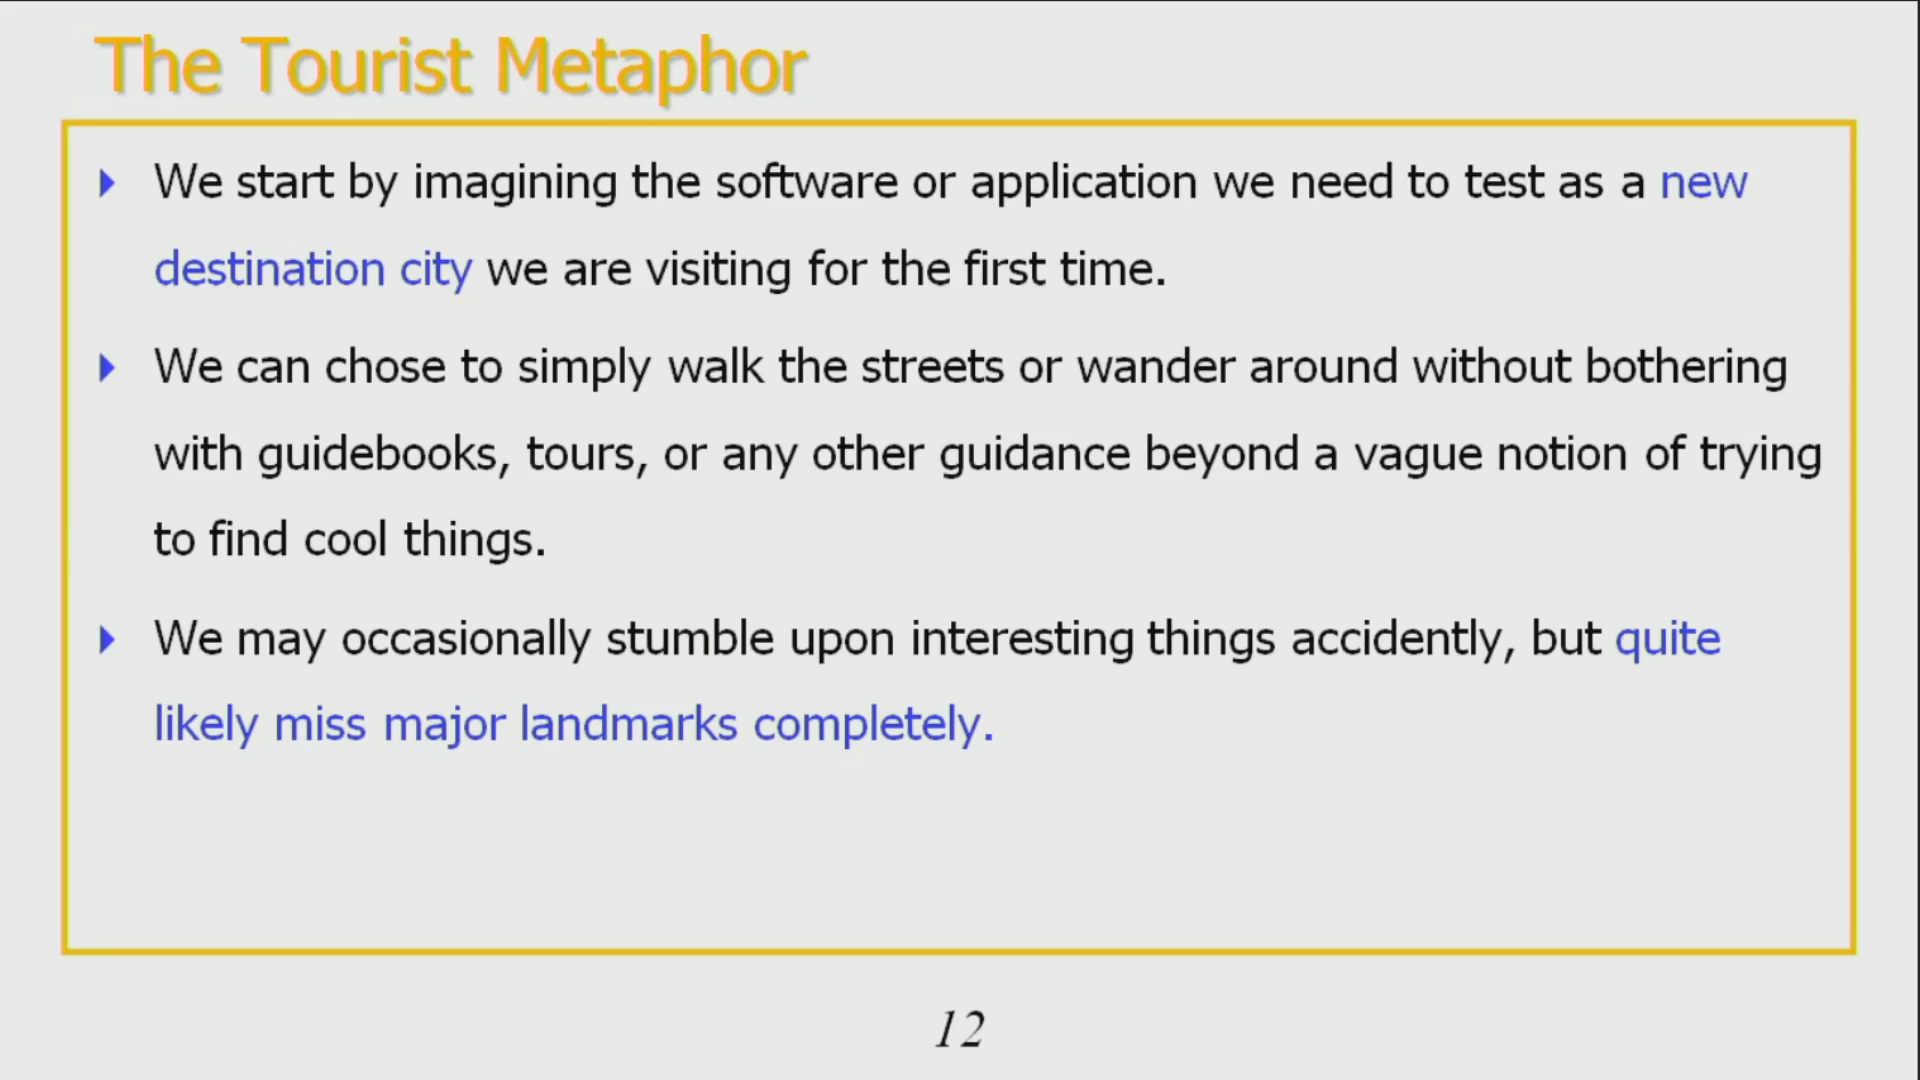 The Tourist Metaphor
We start by imagining the software or application we need to test as a new
destination city we are visiting for the first time.
We can chose to simply walk the streets or wander around without bothering
with guidebooks, tours, or any other guidance beyond a vague notion of trying
to find cool things.
We may occasionally stumble upon interesting things accidently, but quite
likely miss major landmarks completely.
12